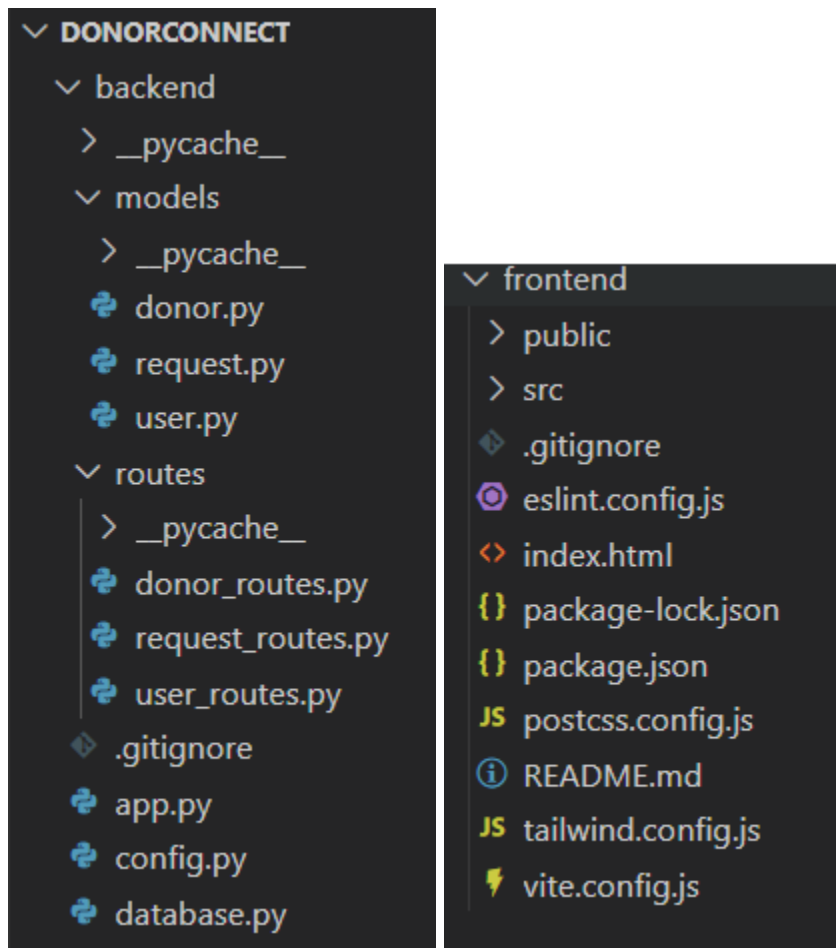 DONORCONNECT
backend
__pycache__
models
__pycache__
donor.py
request.py
user.py
routes
__pycache__
donor_routes.py
request_routes.py
user_routes.py
.gitignore
app.py
config.py
database.py
frontend
public
src
.gitignore
eslint.config.js
index.html
package-lock.json
package.json
JS postcss.config.js
README.md
JS tailwind.config.js
vite.config.js